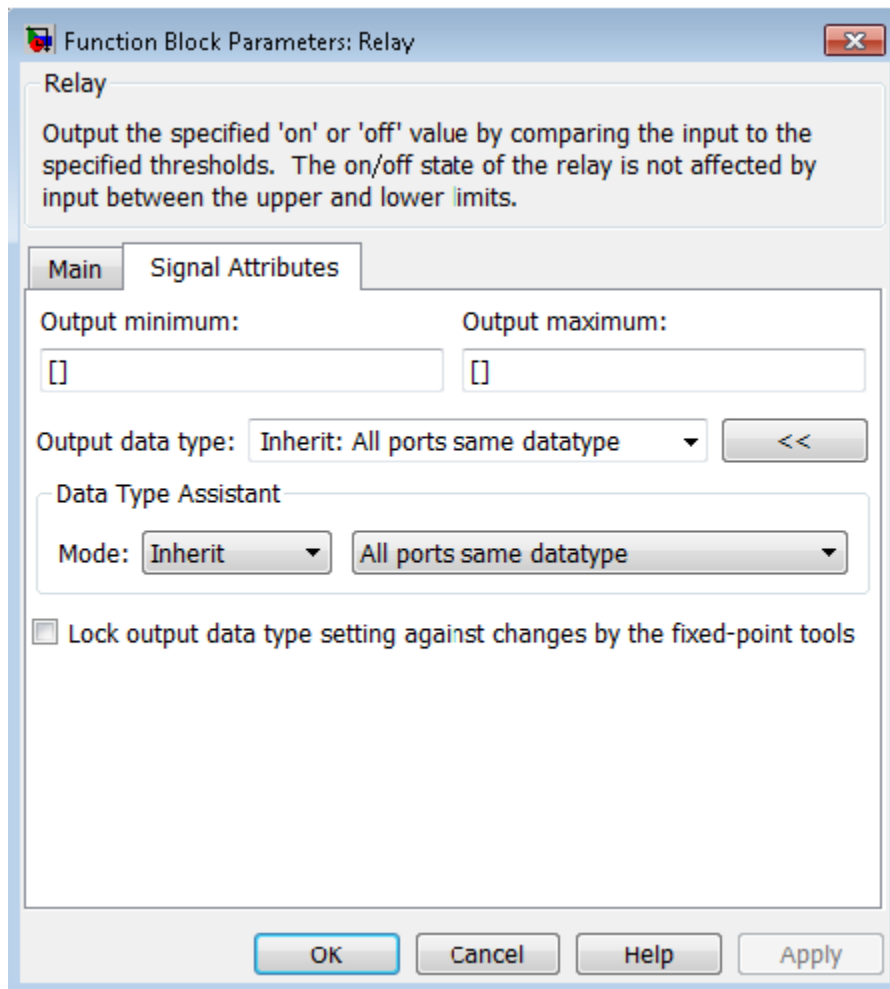 Function Block Parameters: Relay
Relay
Output the specified 'on' or 'off' value by comparing the input to the
specified thresholds. The on/off state of the relay is not affected by
input between the upper and lower limits.
Main
Signal Attributes
Output minimum:
Output maximum:
[]
[]
Output data type:
Inherit: All ports same datatype
<<
Data Type Assistant
Mode:
Inherit
All ports same datatype
Lock output data type setting against changes by the fixed-point tools
OK
Cancel
Help
Apply